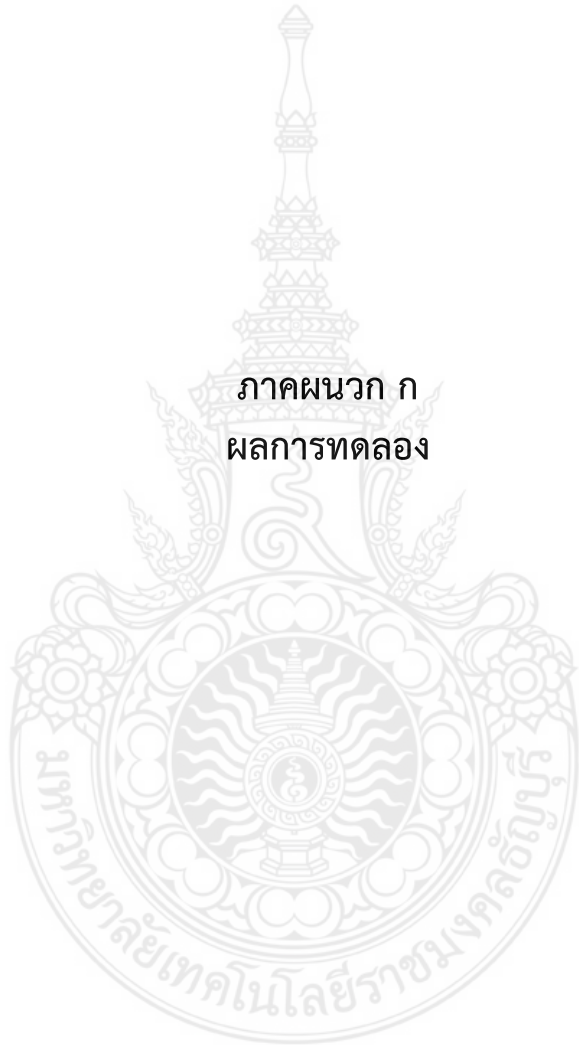 ภาคผนวก ก
ผลการทดลอง
มหาวิทยาลัยเทคโนโลยีราชมงคลธัญบุรี